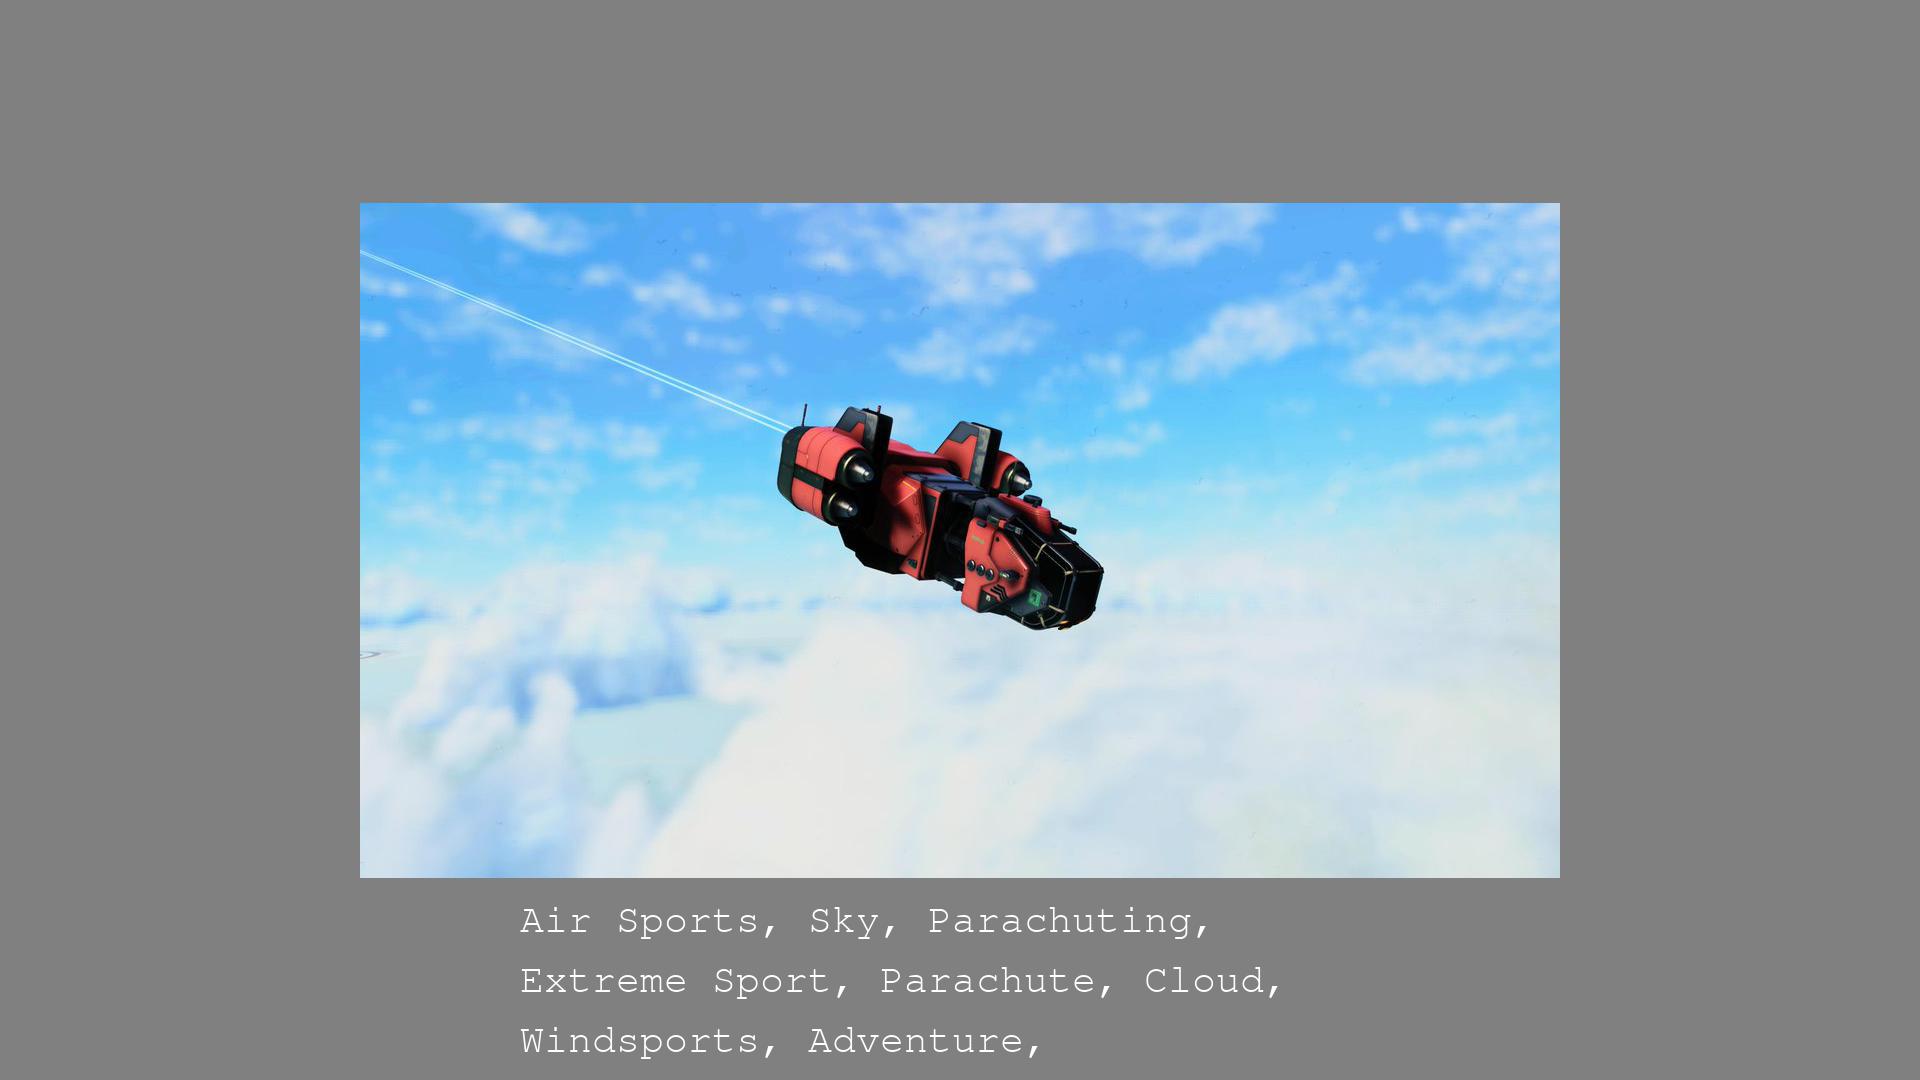 Air Sports, Sky, Parachuting,
Extreme Sport, Parachute, Cloud,
Windsports, Adventure,